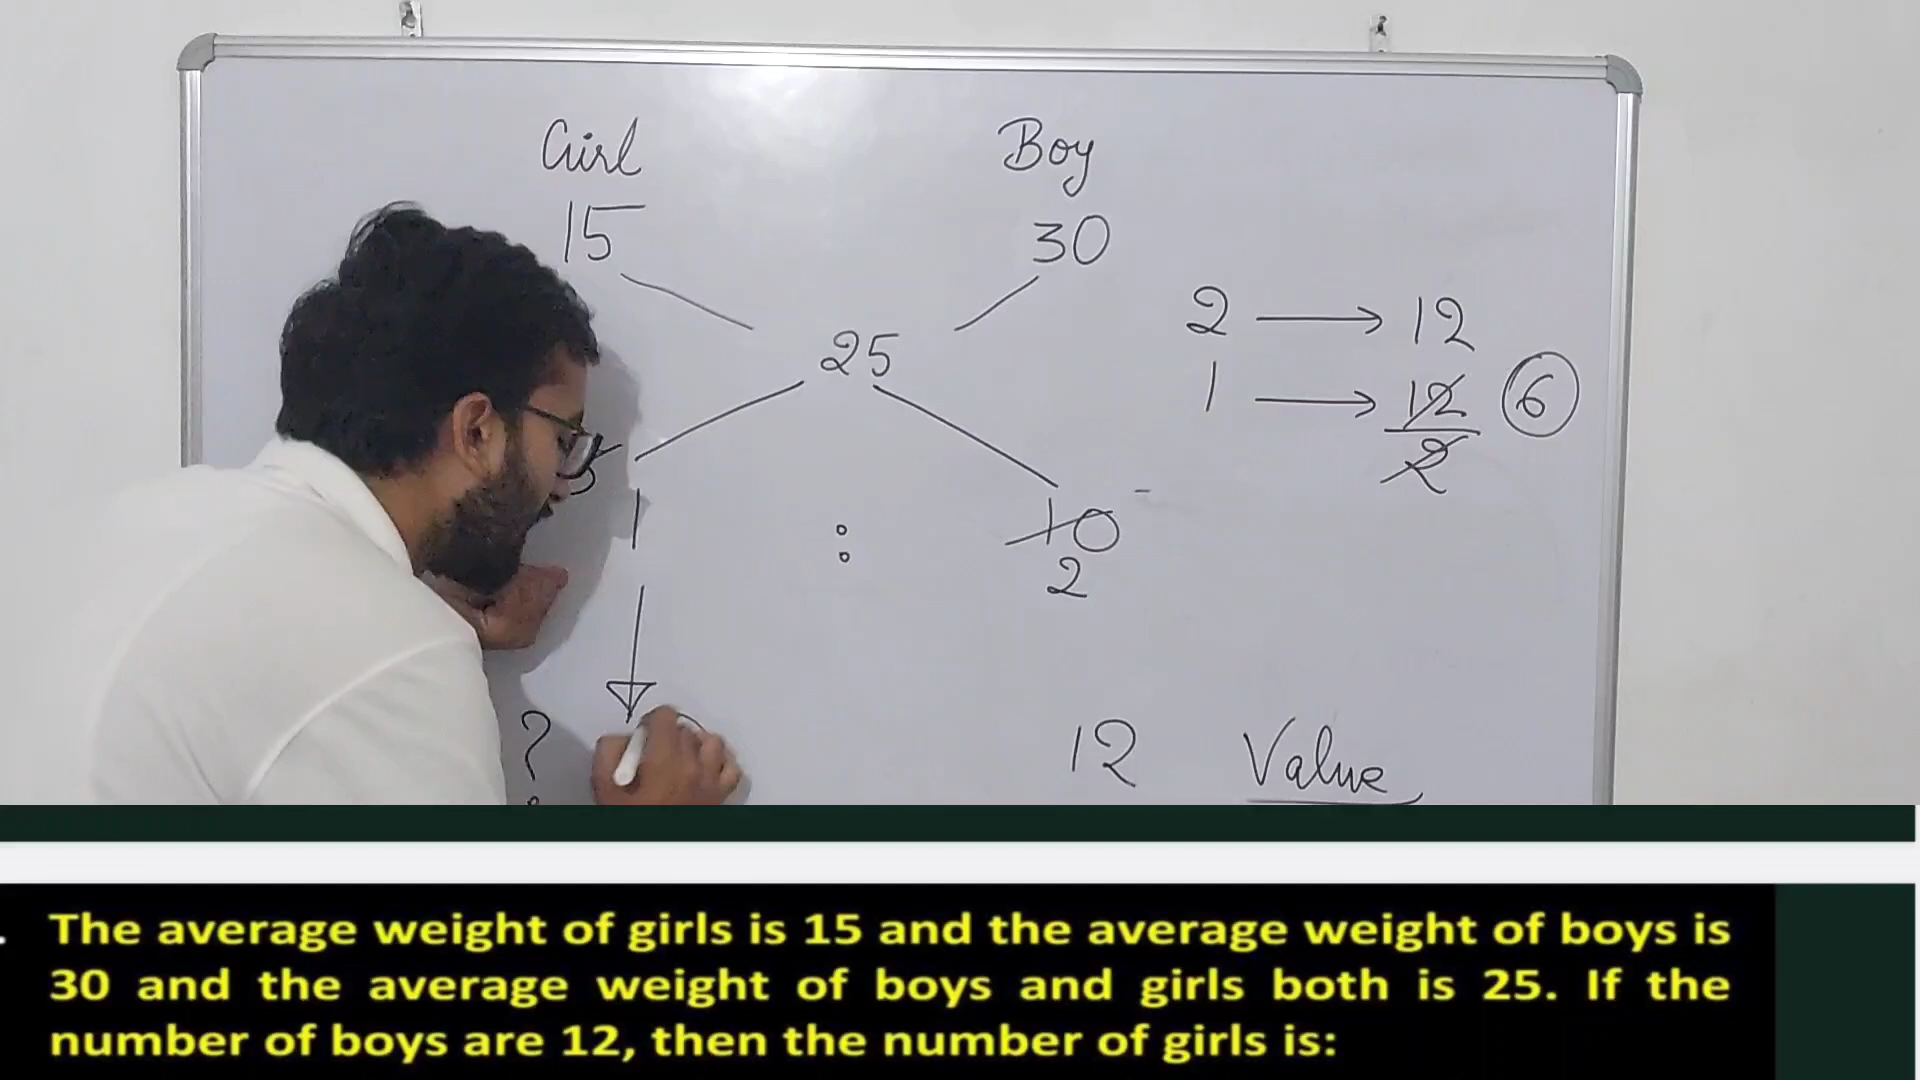 Girl Boy
15 30
2 → 12
25
1 → 12/2 6
5
1 : 10
2
? 12 Value
The average weight of girls is 15 and the average weight of boys is
30 and the average weight of boys and girls both is 25. If the
number of boys are 12, then the number of girls is: